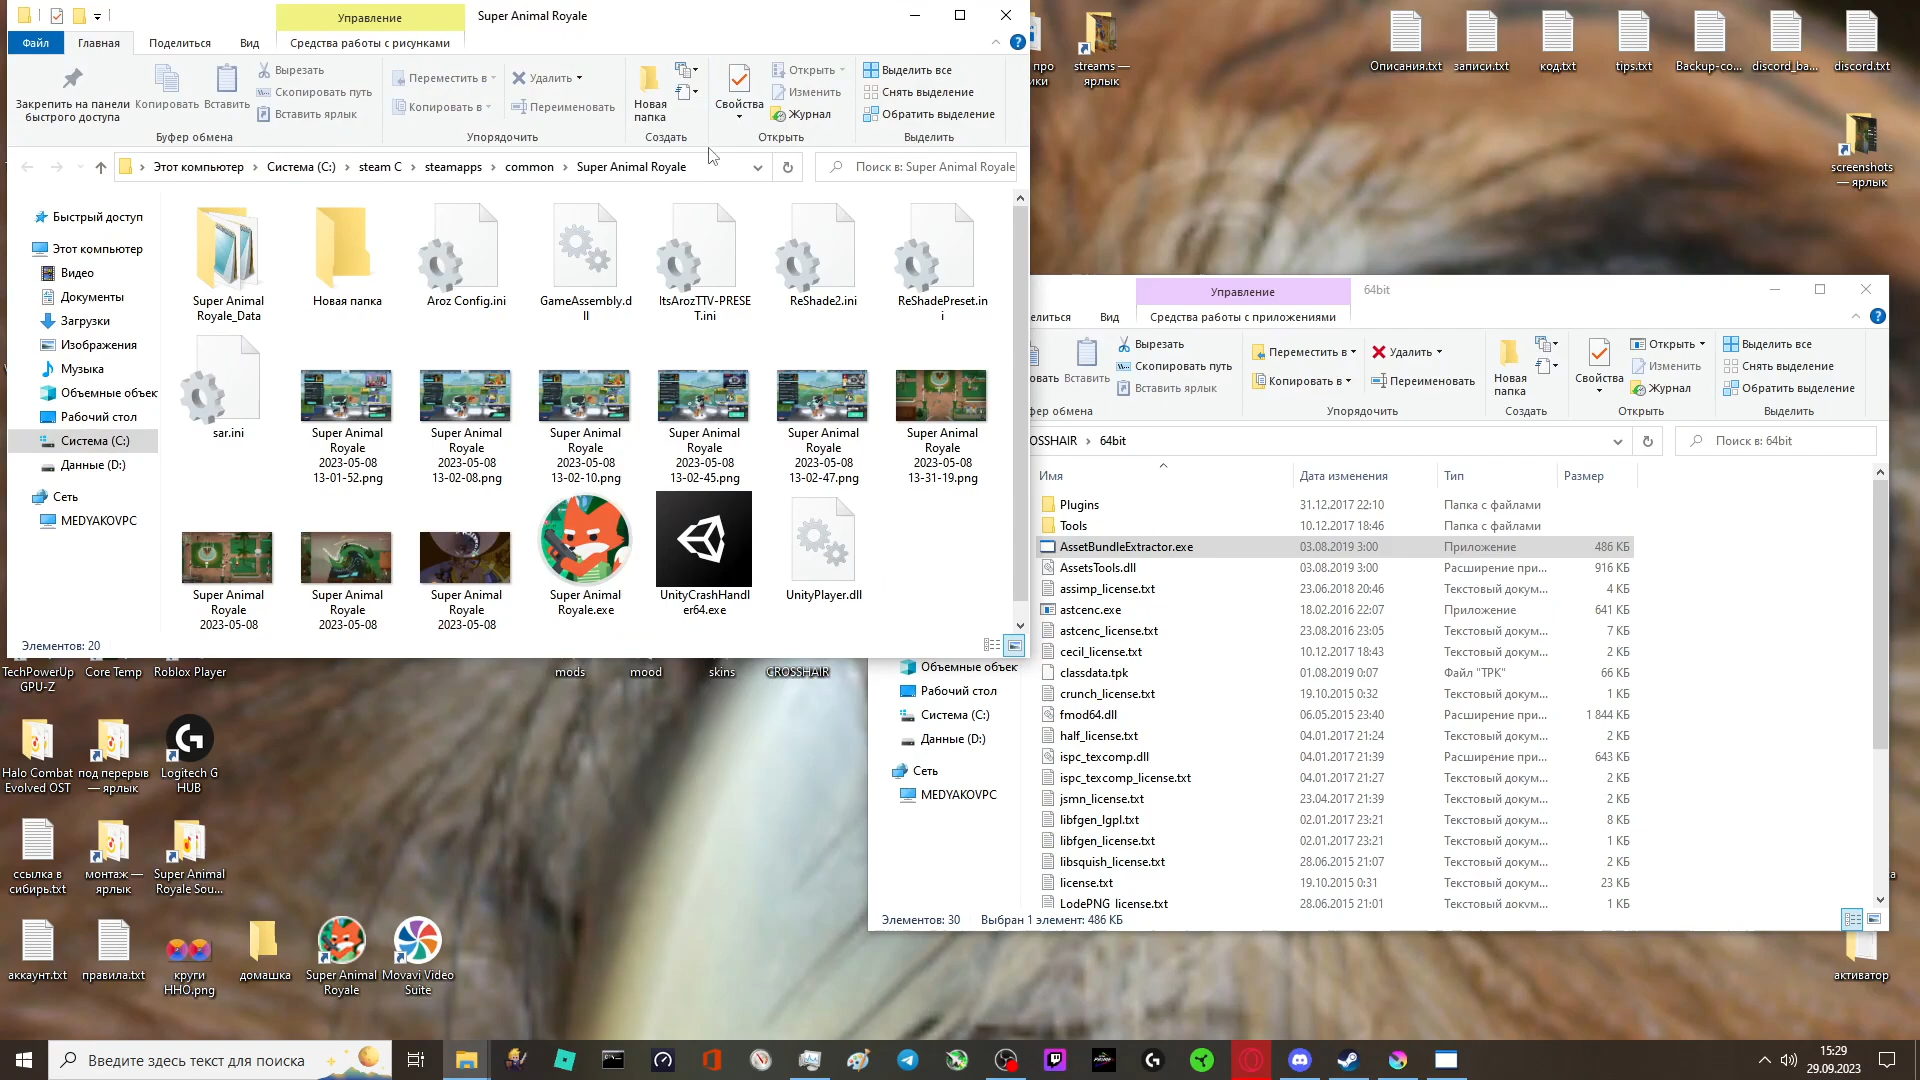 Управление
Super Animal Royale
Файл
Главная
Поделиться
Вид
Средства работы с рисунками
Закрепить на панели
быстрого доступа
Копировать
Вставить
Вырезать
Скопировать путь
Вставить ярлык
Буфер обмена
Переместить в
Копировать в
Удалить
Переименовать
Упорядочить
Новая
папка
Создать
Свойства
Открыть
Изменить
Журнал
Открыть
Выделить все
Снять выделение
Обратить выделение
Выделить
Этот компьютер
Система (C:)
steam C
steamapps
common
Super Animal Royale
Поиск в: Super Animal Royale
Быстрый доступ
Этот компьютер
Видео
Документы
Загрузки
Изображения
Музыка
Объемные объек
Рабочий стол
Система (C:)
Данные (D:)
Сеть
MEDYAKOVPC
Super Animal
Royale_Data
Новая папка
Aroz Config.ini
GameAssembly.d
ll
ItsArozTTV-PRESE
T.ini
ReShade2.ini
ReShadePreset.in
i
sar.ini
Super Animal
Royale
2023-05-08
13-01-52.png
Super Animal
Royale
2023-05-08
13-02-08.png
Super Animal
Royale
2023-05-08
13-02-10.png
Super Animal
Royale
2023-05-08
13-02-45.png
Super Animal
Royale
2023-05-08
13-02-47.png
Super Animal
Royale
2023-05-08
13-31-19.png
Super Animal
Royale
2023-05-08
Super Animal
Royale
2023-05-08
Super Animal
Royale
2023-05-08
Super Animal
Royale.exe
UnityCrashHandl
er64.exe
UnityPlayer.dll
Элементов: 20
про
ики
streams —
ярлык
Описания.txt
записи.txt
код.txt
tips.txt
Backup-co...
discord_ba...
discord.txt
screenshots
— ярлык
Управление
64bit
елиться
Вид
Средства работы с приложениями
овать
Вставить
Вырезать
Скопировать путь
Вставить ярлык
фер обмена
Переместить в
Копировать в
Удалить
Переименовать
Упорядочить
Новая
папка
Создать
Свойства
Открыть
Изменить
Журнал
Открыть
Выделить все
Снять выделение
Обратить выделение
Выделить
OSSHAIR
64bit
Поиск в: 64bit
Имя
Дата изменения
Тип
Размер
Plugins 31.12.2017 22:10 Папка с файлами
Tools 10.12.2017 18:46 Папка с файлами
AssetBundleExtractor.exe 03.08.2019 3:00 Приложение 486 КБ
AssetsTools.dll 03.08.2019 3:00 Расширение при... 916 КБ
assimp_license.txt 23.06.2018 20:46 Текстовый докум... 4 КБ
astcenc.exe 18.02.2016 22:07 Приложение 641 КБ
astcenc_license.txt 23.08.2016 23:05 Текстовый докум... 7 КБ
cecil_license.txt 10.12.2017 18:43 Текстовый докум... 2 КБ
classdata.tpk 01.08.2019 0:07 Файл "TPK" 66 КБ
crunch_license.txt 19.10.2015 0:32 Текстовый докум... 1 КБ
fmod64.dll 06.05.2015 23:40 Расширение при... 1 844 КБ
half_license.txt 04.01.2017 21:24 Текстовый докум... 2 КБ
ispc_texcomp.dll 04.01.2017 21:39 Расширение при... 643 КБ
ispc_texcomp_license.txt 04.01.2017 21:27 Текстовый докум... 2 КБ
jsmn_license.txt 23.04.2017 21:39 Текстовый докум... 2 КБ
libfgen_lgpl.txt 02.01.2017 23:21 Текстовый докум... 8 КБ
libfgen_license.txt 02.01.2017 23:21 Текстовый докум... 1 КБ
libsquish_license.txt 28.06.2015 21:07 Текстовый докум... 2 КБ
license.txt 19.10.2015 0:31 Текстовый докум... 23 КБ
LodePNG_license.txt 28.06.2015 21:01 Текстовый докум... 1 КБ
Объемные объек
Рабочий стол
Система (C:)
Данные (D:)
Сеть
MEDYAKOVPC
Элементов: 30
Выбран 1 элемент: 486 КБ
TechPowerUp
GPU-Z
Core Temp
Roblox Player
mods
mood
skins
CROSSHAIR
Halo Combat
Evolved OST
под перерыв
— ярлык
Logitech G
HUB
ссылка в
сибирь.txt
монтаж —
ярлык
Super Animal
Royale Sou...
аккаунт.txt
правила.txt
круги
ННО.png
домашка
Super Animal
Royale
Movavi Video
Suite
активатор
Введите здесь текст для поиска
15:29
29.09.2023